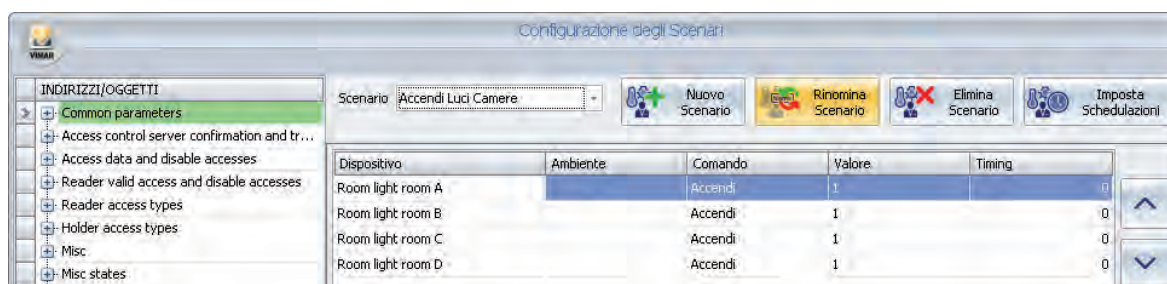 Configurazione degli Scenari
VIMAR
INDIRIZZI/OGGETTI
Common parameters
Access control server confirmation and tr...
Access data and disable accesses
Reader valid access and disable accesses
Reader access types
Holder access types
Misc
Misc states
Scenario Accendi Luci Camere
Nuovo
Scenario
Rinomina
Scenario
Elimina
Scenario
Imposta
Schedulazioni
Dispositivo Ambiente Comando Valore Timing
Room light room A Accendi 1 0
Room light room B Accendi 1 0
Room light room C Accendi 1 0
Room light room D Accendi 1 0